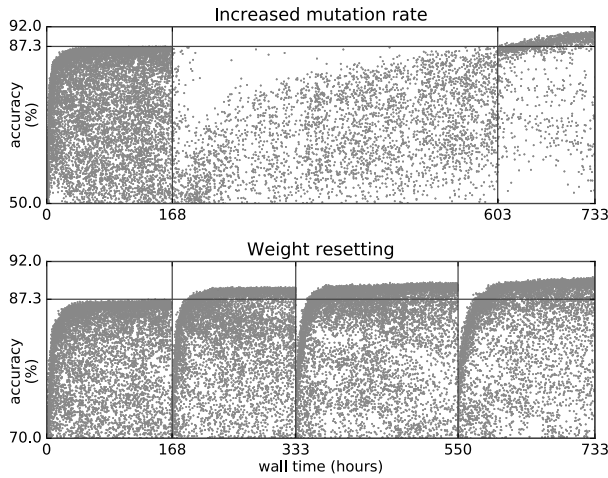 Increased mutation rate
92.0
87.3
accuracy
(%)
50.0
0 168 603 733
Weight resetting
92.0
87.3
accuracy
(%)
70.0
0 168 333 550 733
wall time (hours)